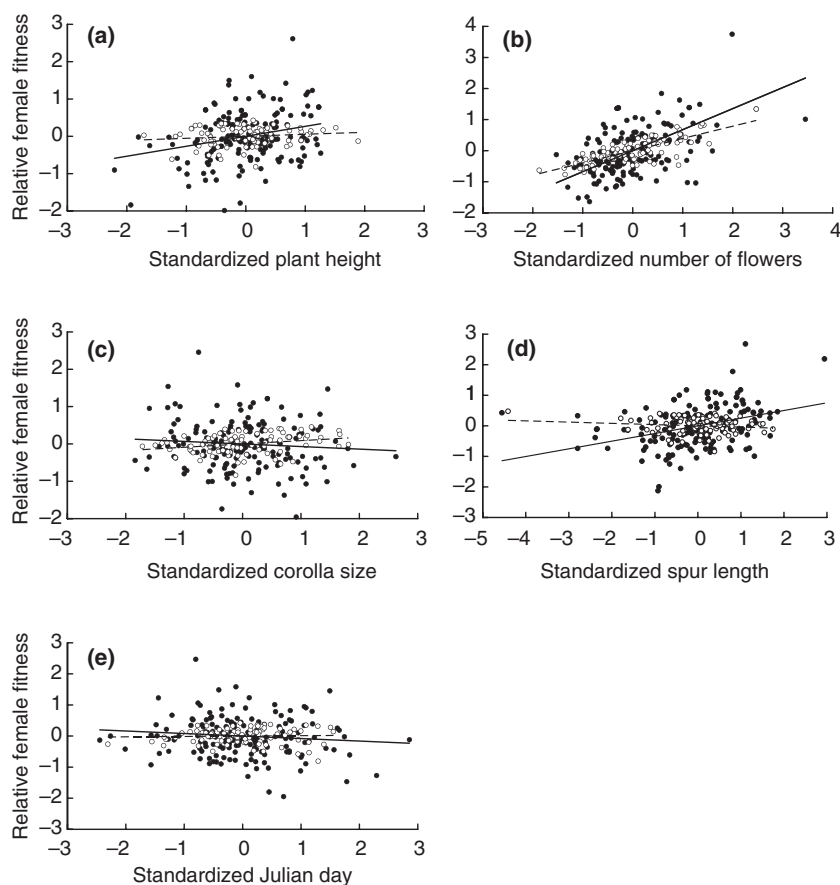 (a)
3
2
1
0
–1
–2
–3 –2 –1 0 1 2 3
Relative female fitness
Standardized plant height
(b)
4
3
2
1
0
–1
–2
–3 –2 –1 0 1 2 3 4
Standardized number of flowers
(c)
3
2
1
0
–1
–2
–3 –2 –1 0 1 2 3
Relative female fitness
Standardized corolla size
(d)
3
2
1
0
–1
–2
–3
–5 –4 –3 –2 –1 0 1 2 3
Standardized spur length
(e)
3
2
1
0
–1
–2
–3
–3 –2 –1 0 1 2 3
Relative female fitness
Standardized Julian day